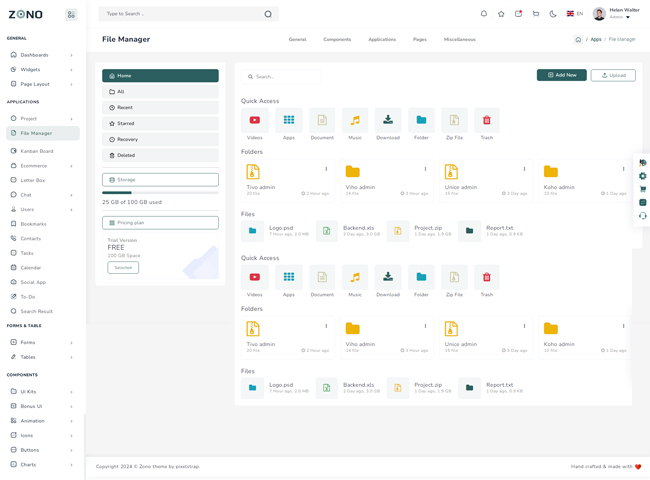 ZONO
Type to Search ..
EN
Helen Walter
Admin
GENERAL
Dashboards
Widgets
Page Layout
APPLICATIONS
Project
File Manager
Kanban Board
Ecommerce
Letter Box
Chat
Users
Bookmarks
Contacts
Tasks
Calendar
Social App
To-Do
Search Result
FORMS & TABLE
Forms
Tables
COMPONENTS
Ui Kits
Bonus UI
Animation
Icons
Buttons
Charts
File Manager
General Components Applications Pages Miscellaneous
/ Apps / File Manager
Home
All
Recent
Starred
Recovery
Deleted
Storage
25 GB of 100 GB used
Pricing plan
Trial Version
FREE
100 GB Space
Selected
Search...
Add New
Upload
Quick Access
Videos Apps Document Music Download Folder Zip File Trash
Folders
Tivo admin Viho admin Unice admin Koho admin
20 file 2 Hour ago 14 file 3 Hour ago 15 file 3 Day ago 10 file 1 Day ago
Files
Logo.psd Backend.xls Project.zip Report.txt
7 Hour ago, 2.0 MB 2 Day ago, 3.0 GB 1 Day ago, 1.9 GB 1 Day ago, 0.9 KB
Quick Access
Videos Apps Document Music Download Folder Zip File Trash
Folders
Tivo admin Viho admin Unice admin Koho admin
20 file 2 Hour ago 14 file 3 Hour ago 15 file 3 Day ago 10 file 1 Day ago
Files
Logo.psd Backend.xls Project.zip Report.txt
7 Hour ago, 2.0 MB 2 Day ago, 3.0 GB 1 Day ago, 1.9 GB 1 Day ago, 0.9 KB
Copyright 2024 © Zono theme by pixelstrap.
Hand crafted & made with